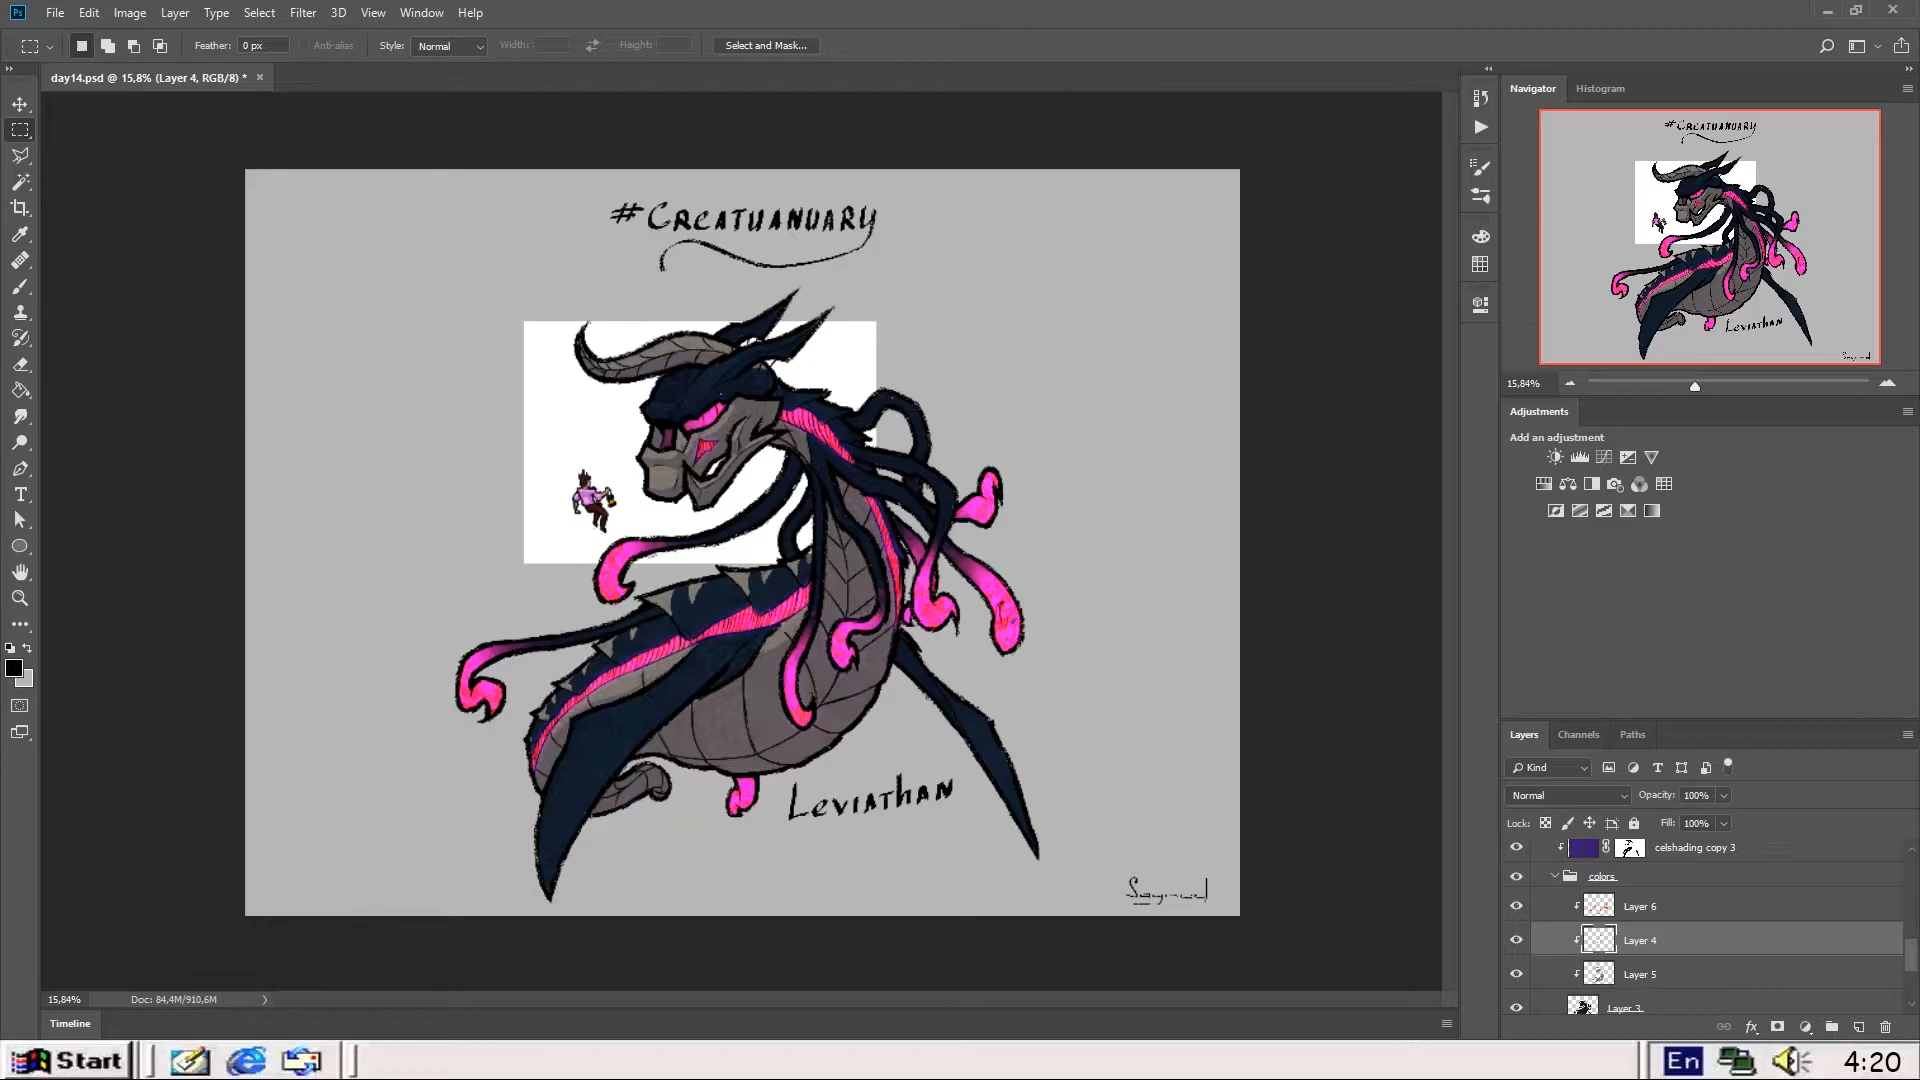 Ps File Edit Image Layer Type Select Filter 3D View Window Help
Feather: 0 px Anti-alias Style: Normal Width: Height: Select and Mask...
day14.psd @ 15,8% (Layer 4, RGB/8) *
Navigator Histogram
#CREATUANUARY
LEVIATHAN
15,84%
Adjustments
Add an adjustment
#CREATUANUARY
LEVIATHAN
Layers Channels Paths
Kind
Normal Opacity: 100%
Lock: Fill: 100%
celshading copy 3
colors
Layer 6
Layer 4
Layer 5
Layer 3
15,84% Doc: 84,4M/910,6M
Timeline
Start En 4:20